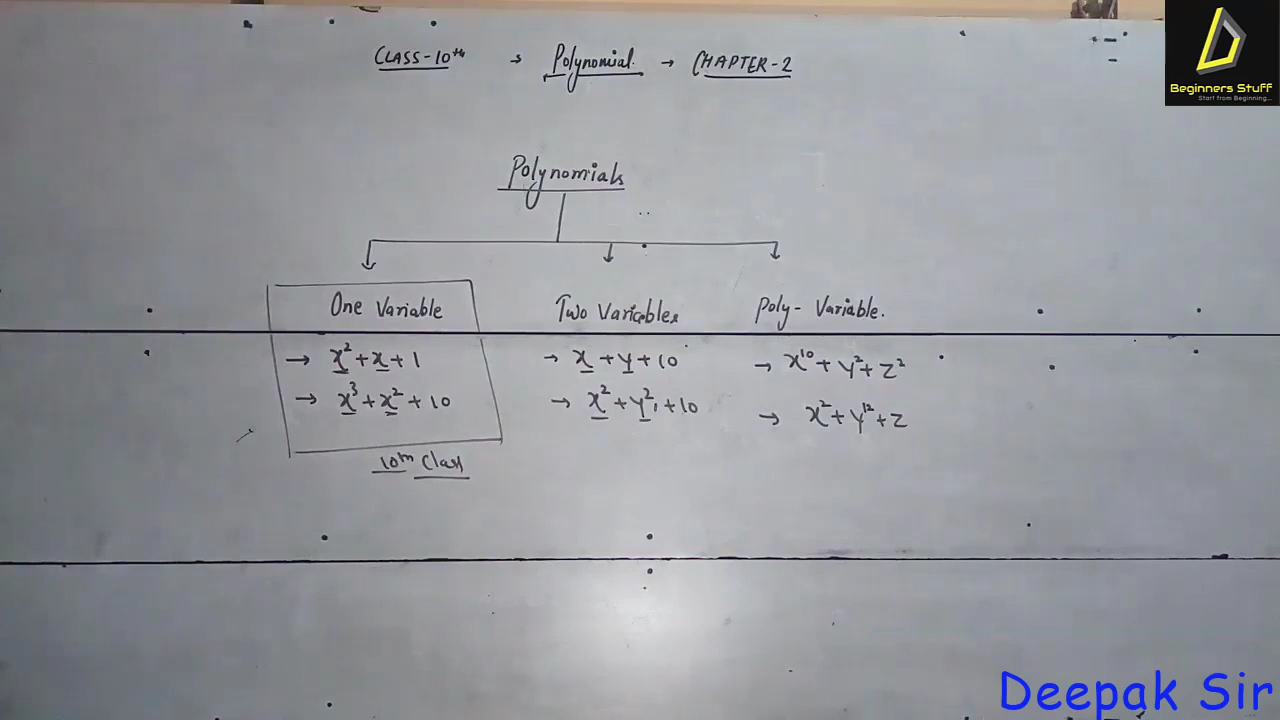 CLASS-10th → Polynomial → CHAPTER-2
Beginners Stuff
Start from Beginning...
Polynomials
One Variable Two Variables Poly-Variable.
→ x²+x+1 → x+y+10 → x¹⁰+y²+z²
→ x³+x²+10 → x²+y²+10 → x²+y¹²+z
10th Class
Deepak Sir